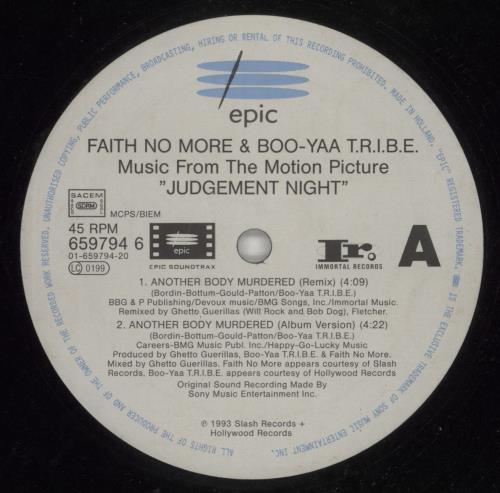 ALL RIGHTS OF THE PRODUCER AND OF THE OWNER OF THE RECORDED WORK RESERVED. UNAUTHORISED COPYING, PUBLIC PERFORMANCE, BROADCASTING, HIRING OR RENTAL OF THIS RECORDING PROHIBITED. MADE IN HOLLAND. "EPIC" REGISTERED TRADEMARK. IS THE EXCLUSIVE TRADEMARK OF SONY MUSIC ENTERTAINMENT INC.
epic
FAITH NO MORE & BOO-YAA T.R.I.B.E.
Music From The Motion Picture
"JUDGEMENT NIGHT"
SACEM
SDRM
MCPS/BIEM
45 RPM
659794 6
01-659794-20
LC 0199
epic
EPIC SOUNDTRAX
Ir.
IMMORTAL RECORDS
A
1. ANOTHER BODY MURDERED (Remix) (4:09)
(Bordin-Bottum-Gould-Patton/Boo-Yaa T.R.I.B.E.)
BBG & P Publishing/Devoux music/BMG Songs, Inc./Immortal Music.
Remixed by Ghetto Guerillas (Will Rock and Bob Dog), Fletcher.
2. ANOTHER BODY MURDERED (Album Version) (4:22)
(Bordin-Bottom-Gould-Patton/Boo-Yaa T.R.I.B.E.)
Careers-BMG Music Publ. Inc./Happy-Go-Lucky Music
Produced by Ghetto Guerillas, Boo-Yaa T.R.I.B.E. & Faith No More.
Mixed by Ghetto Guerillas. Faith No More appears courtesy of Slash
Records. Boo-Yaa T.R.I.B.E. appears courtesy of Hollywood Records
Original Sound Recording Made By
Sony Music Entertainment Inc.
℗ 1993 Slash Records +
Hollywood Records